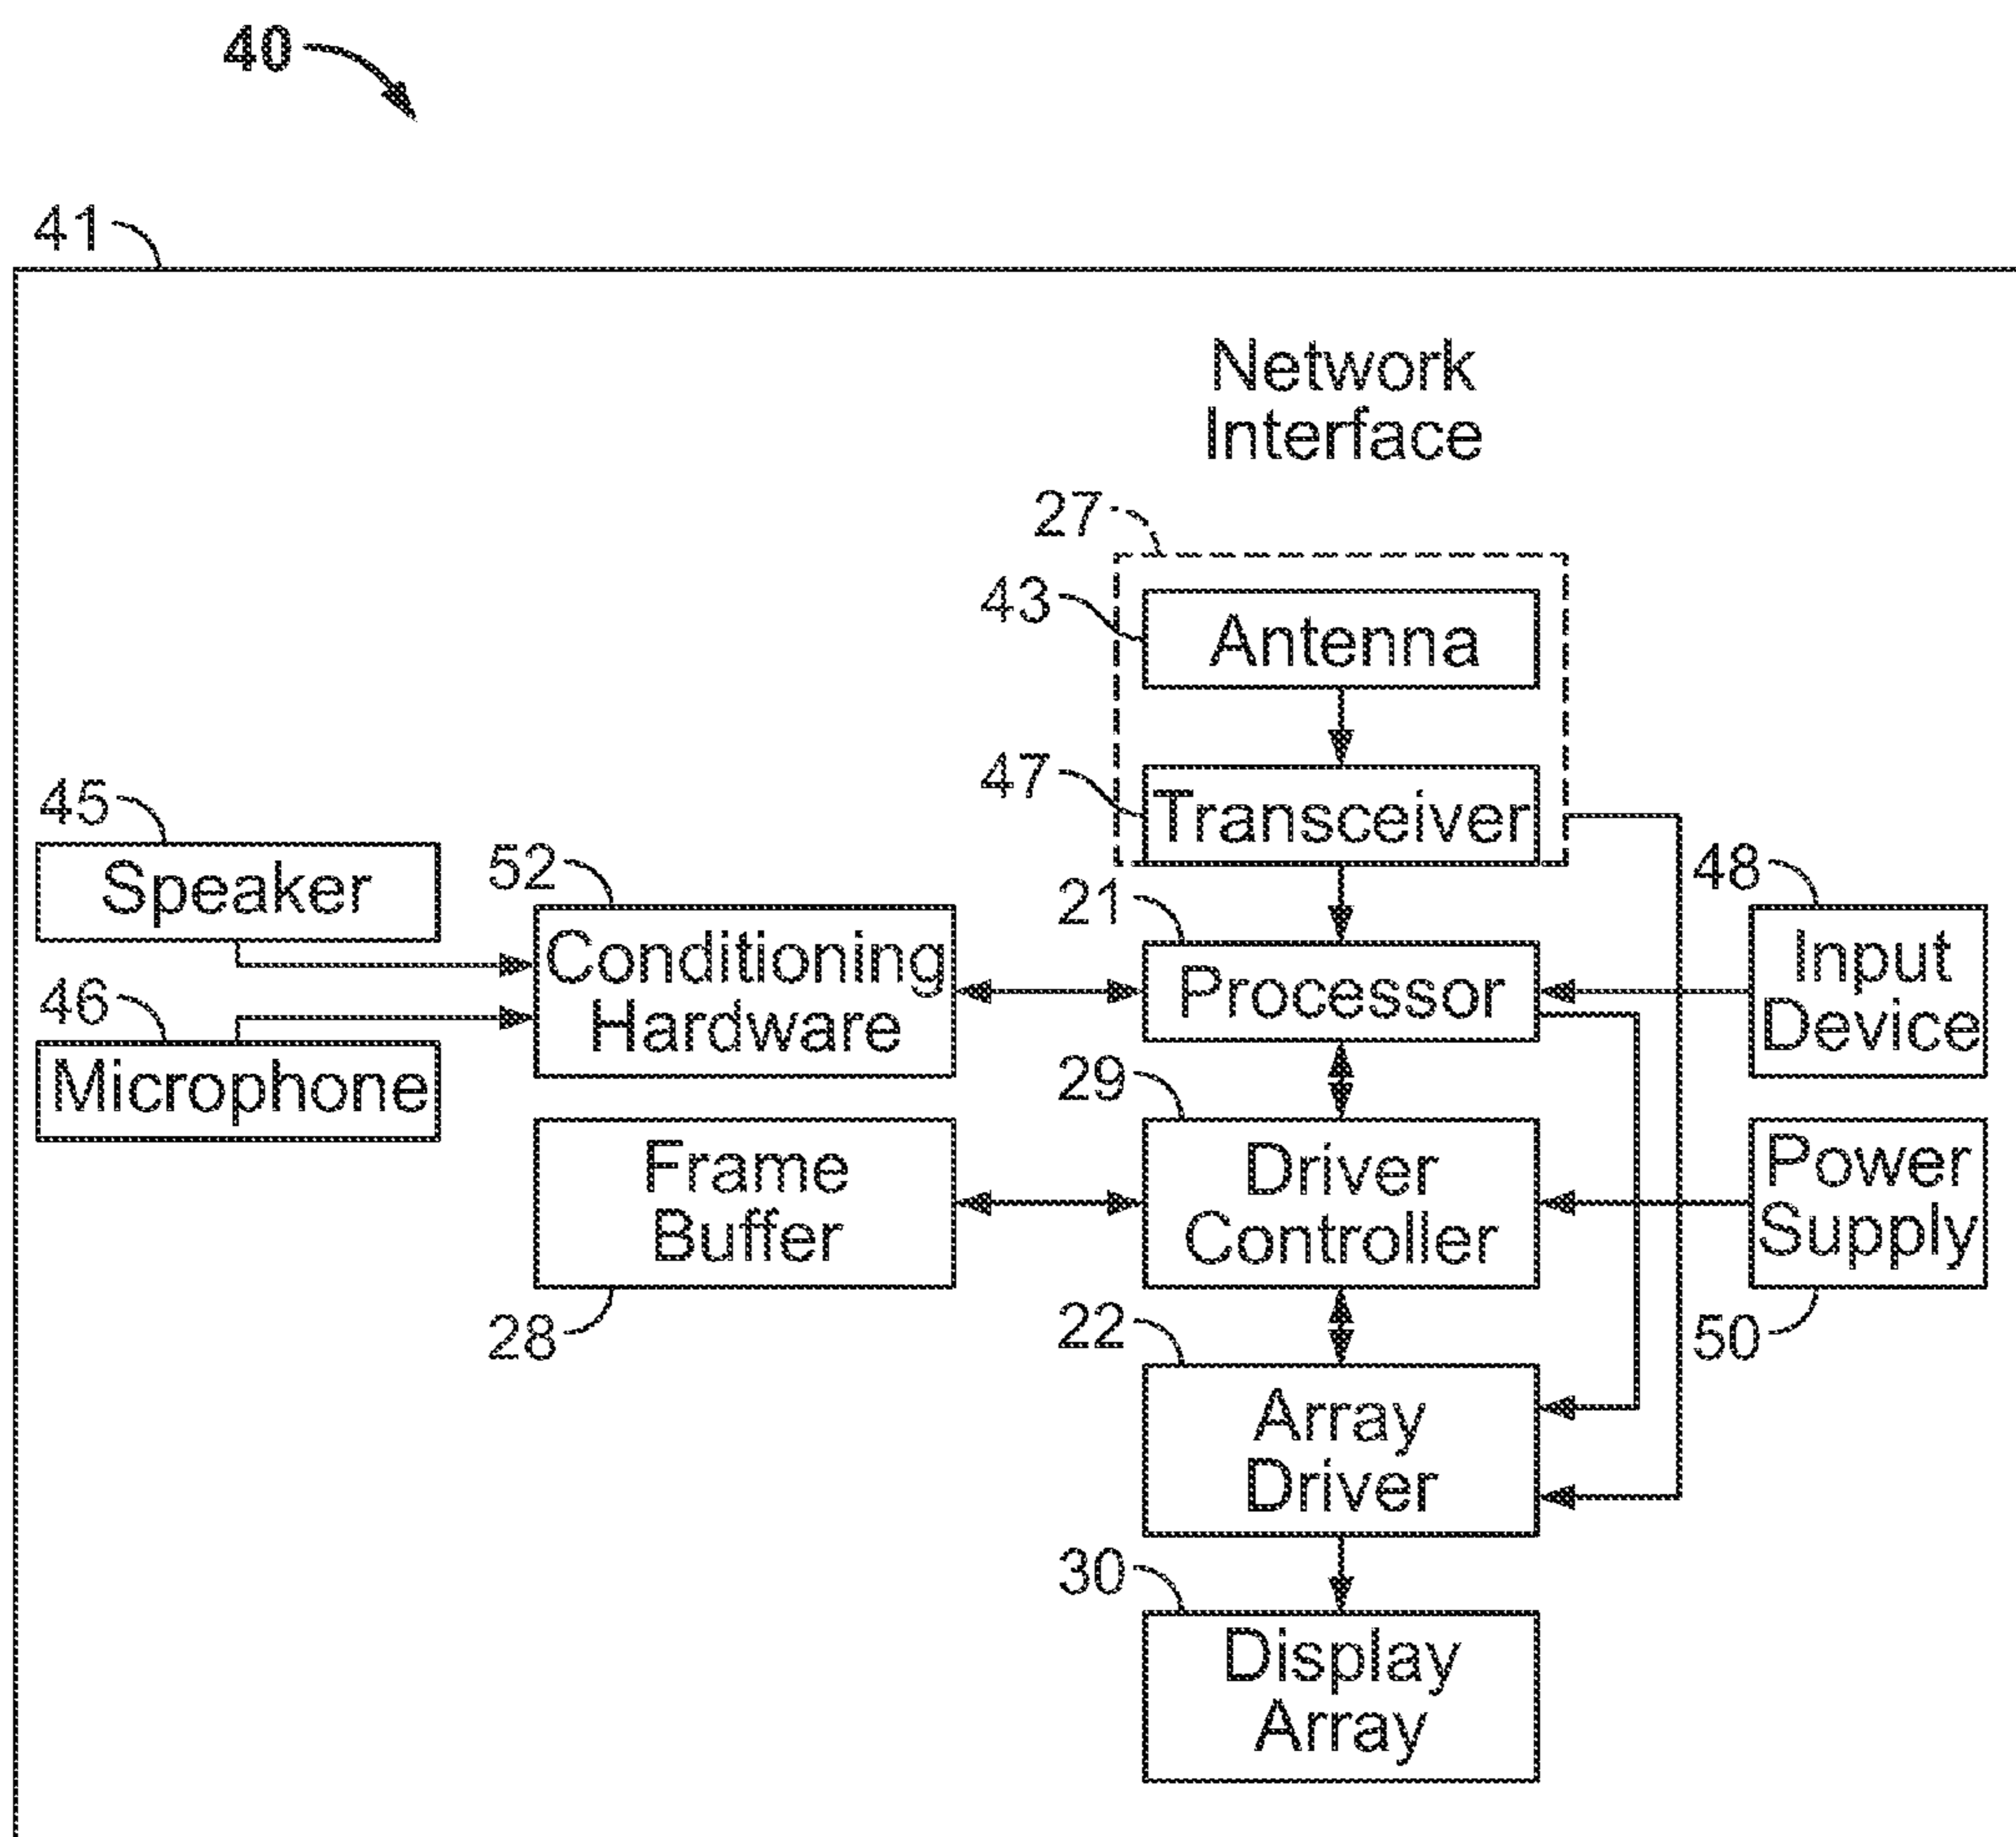 40
41
Network
Interface
27
43
Antenna
47
Transceiver
45
Speaker
52
Conditioning
Hardware
21
Processor
48
Input
Device
46
Microphone
29
Driver
Controller
Frame
Buffer
28
Power
Supply
50
22
Array
Driver
30
Display
Array